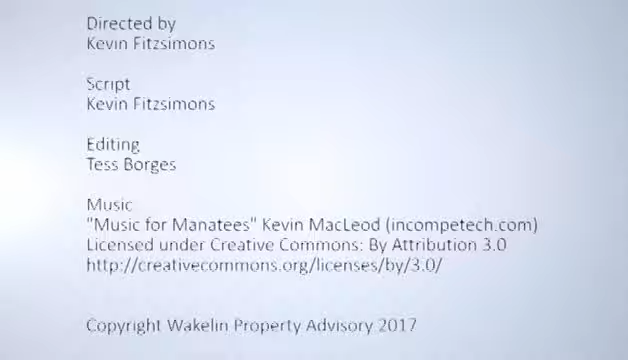 Directed by
Kevin Fitzsimons
Script
Kevin Fitzsimons
Editing
Tess Borges
Music
"Music for Manatees" Kevin MacLeod (incompetech.com)
Licensed under Creative Commons: By Attribution 3.0
http://creativecommons.org/licenses/by/3.0/
Copyright Wakelin Property Advisory 2017